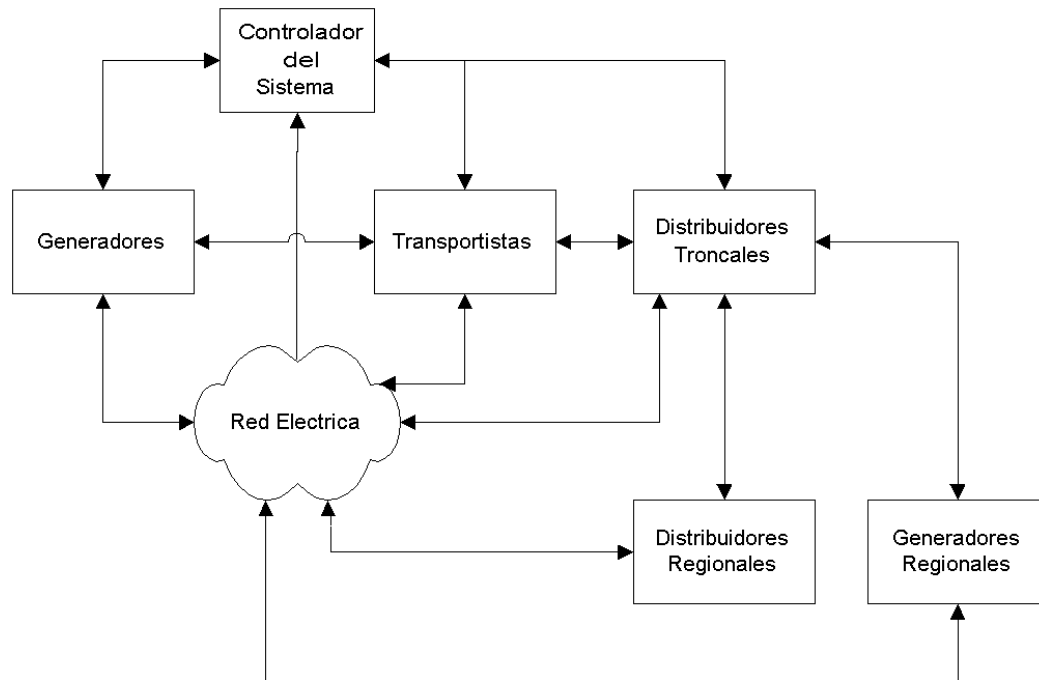 Controlador
del
Sistema
Generadores
Transportistas
Distribuidores
Troncales
Red Electrica
Distribuidores
Regionales
Generadores
Regionales